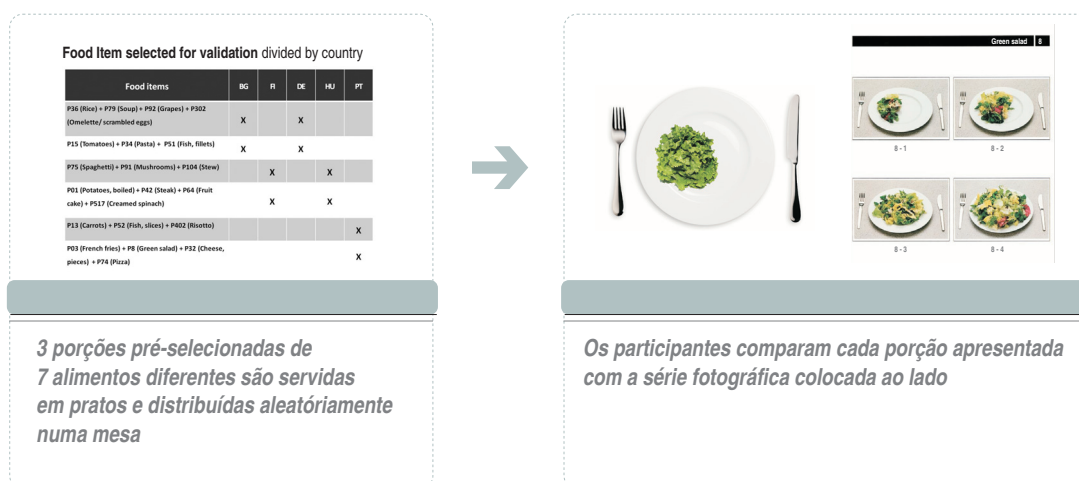 Food Item selected for validation divided by country
Food items BG FI DE HU PT
P36 (Rice) + P79 (Soup) + P92 (Grapes) + P302
(Omelette/ scrambled eggs) X X
P15 (Tomatoes) + P34 (Pasta) + P51 (Fish, fillets) X X
P75 (Spaghetti) + P91 (Mushrooms) + P104 (Stew) X X
P01 (Potatoes, boiled) + P42 (Steak) + P64 (Fruit
cake) + P517 (Creamed spinach) X X
P13 (Carrots) + P52 (Fish, slices) + P402 (Risotto) X
P03 (French fries) + P8 (Green salad) + P32 (Cheese,
pieces) + P74 (Pizza) X
3 porções pré-selecionadas de
7 alimentos diferentes são servidas
em pratos e distribuídas aleatóriamente
numa mesa
Green salad 8
8 - 1 8 - 2
8 - 3 8 - 4
Os participantes comparam cada porção apresentada
com a série fotográfica colocada ao lado